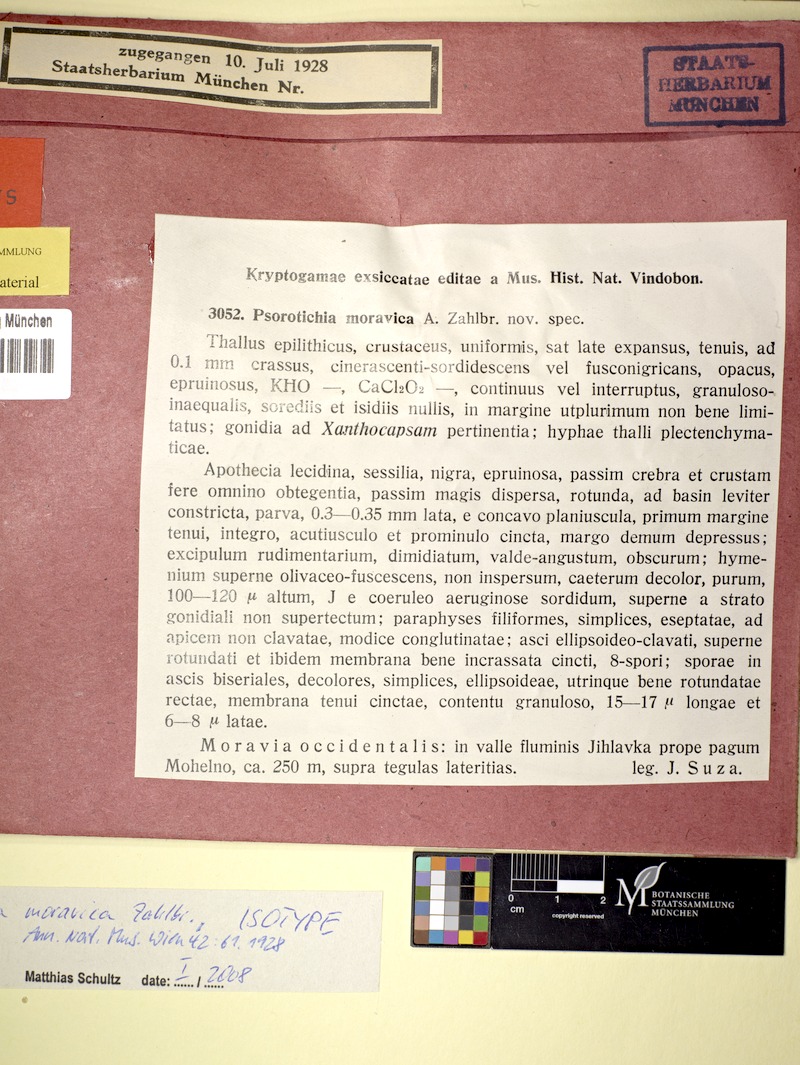 zugegangen 10. Juli 1928
Staatsherbarium München Nr.
STAATS-
HERBARIUM
MÜNCHEN
S
MMLUNG
aterial
München
Kryptogamae exsiccatae editae a Mus. Hist. Nat. Vindobon.
3052. Psorotichia moravica A. Zahlbr. nov. spec.
Thallus epilithicus, crustaceus, uniformis, sat late expansus, tenuis, ad
0.1 mm crassus, cinerascenti-sordidescens vel fusconigricans, opacus,
epruinosus, KHO —, CaCl₂O₂ —, continuus vel interruptus, granuloso-
inaequalis, sorediis et isidiis nullis, in margine utplurimum non bene limi-
tatus; gonidia ad Xanthocapsam pertinentia; hyphae thalli plectenchyma-
ticae.
Apothecia lecidina, sessilia, nigra, epruinosa, passim crebra et crustam
fere omnino obtegentia, passim magis dispersa, rotunda, ad basin leviter
constricta, parva, 0.3—0.35 mm lata, e concavo planiuscula, primum margine
tenui, integro, acutiusculo et prominulo cincta, margo demum depressus;
excipulum rudimentarium, dimidiatum, valde-angustum, obscurum; hyme-
nium superne olivaceo-fuscescens, non inspersum, caeterum decolor, purum,
100—120 µ altum, J e coeruleo aeruginose sordidum, superne a strato
gonidiali non supertectum; paraphyses filiformes, simplices, eseptatae, ad
apicem non clavatae, modice conglutinatae; asci ellipsoideo-clavati, superne
rotundati et ibidem membrana bene incrassata cincti, 8-spori; sporae in
ascis biseriales, decolores, simplices, ellipsoideae, utrinque bene rotundatae
rectae, membrana tenui cinctae, contentu granuloso, 15—17 µ longae et
6—8 µ latae.
Moravia occidentalis: in valle fluminis Jihlavka prope pagum
Mohelno, ca. 250 m, supra tegulas lateritias. leg. J. Suza.
0 1 2
cm
copyright reserved
BOTANISCHE
STAATSSAMMLUNG
MÜNCHEN
a moravica Zahlbr., ISOTYPE
Ann. Nat. Mus. Wien 42: 61. 1928
Matthias Schultz date: I / 2008